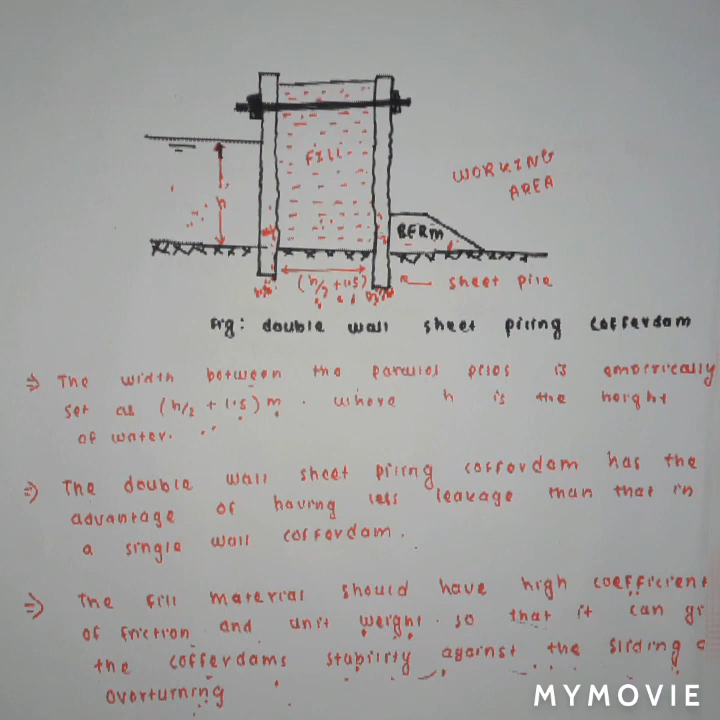 FILL
WORKING
AREA
h
BERM
(h/2 + 1.5)
sheet pile
Fig: double wall sheet piling cofferdam
⇒ The width between the parallel piles is emperically
set as (h/2 + 1.5) m. where h is the height
of water.
⇒ The double wall sheet piling cofferdam has the
advantage of having less leakage than that in
a single wall cofferdam.
⇒ The fill material should have high coefficient
of friction and unit weight so that it can gi
the cofferdams stability against the sliding
overturning
MYMOVIE